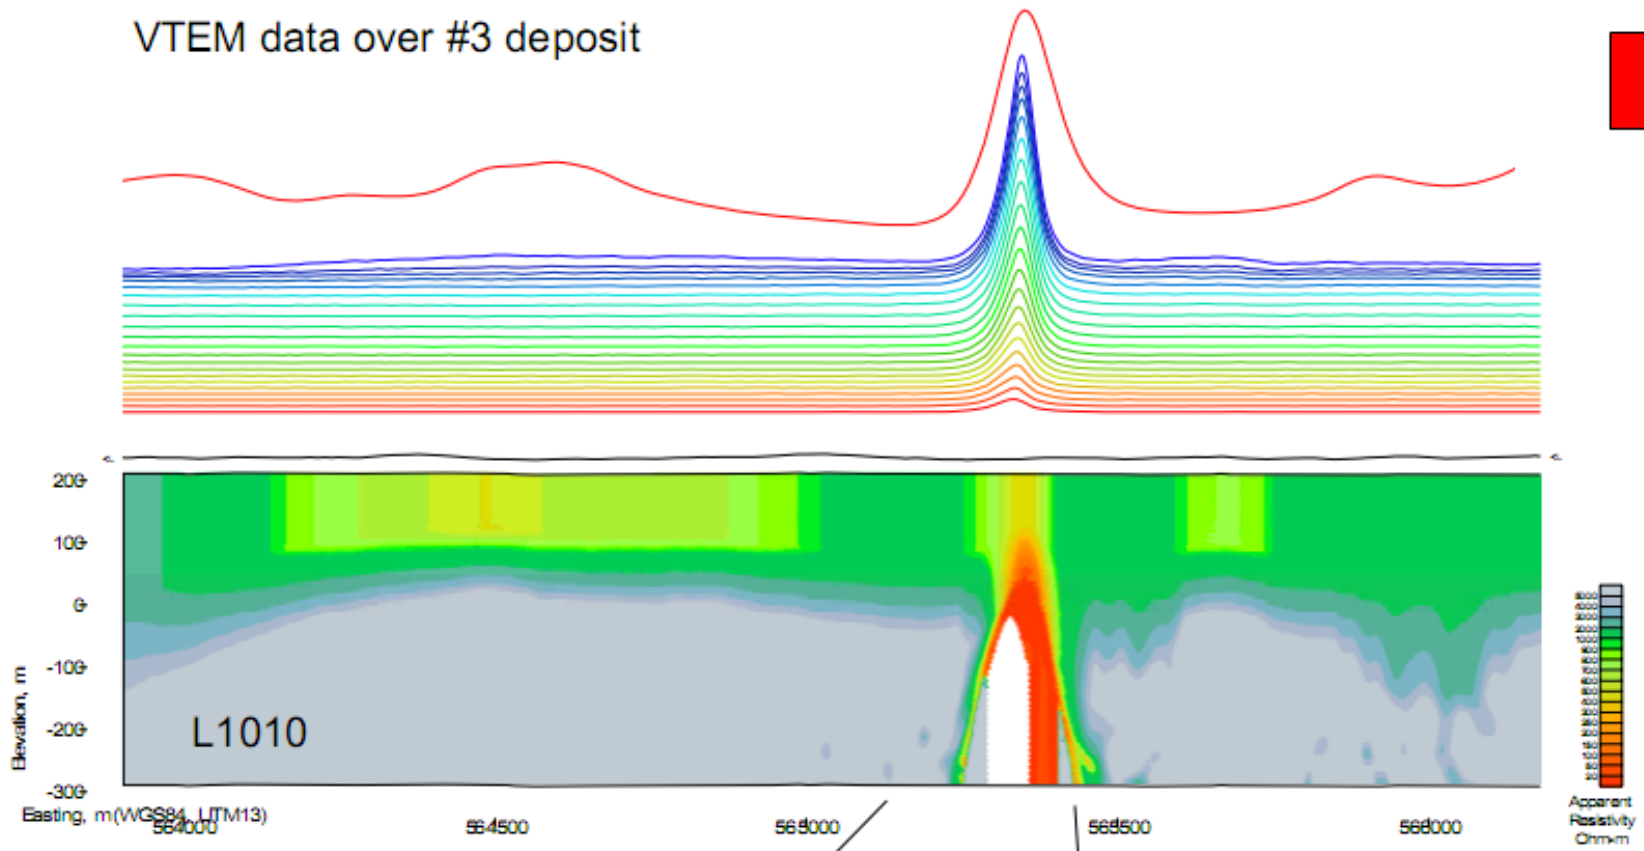 VTEM data over #3 deposit
200
100
0
-100
-200
-300
Elevation, m
L1010
Easting, m (WGS84, UTM13)
564000
564500
565000
565500
566000
Apparent
Resistivity
Ohm-m